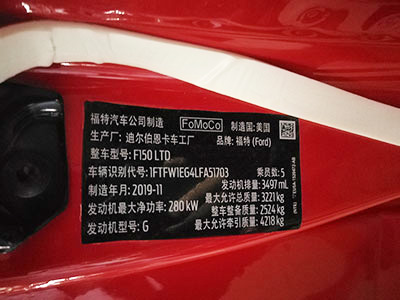 福特汽车公司制造 FoMoCo 制造国: 美国
生产厂: 迪尔伯恩卡车工厂 品牌: 福特 (Ford)
整车型号: F150 LTD
车辆识别代号: 1FTFW1EG4LFA51703 乘员数: 5
制造年月: 2019-11 发动机排量: 3497 mL
发动机最大净功率: 280 kW 最大允许总质量: 3221 kg
发动机型号: G 整车整备质量: 2524 kg
最大允许牵引质量: 4218 kg